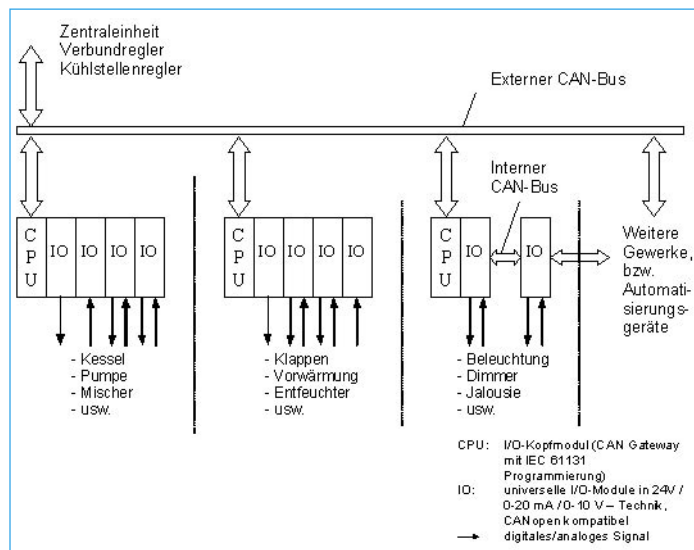 Zentraleinheit
Verbundregler
Kühlstellenregler
Externer CAN-Bus
Interner
CAN-Bus
C
P
U
IO
IO
IO
IO
C
P
U
IO
IO
IO
IO
C
P
U
IO
IO
Weitere
Gewerke,
bzw.
Automati-
sierungs-
geräte
- Kessel
- Pumpe
- Mischer
- usw.
- Klappen
- Vorwärmung
- Entfeuchter
- usw.
- Beleuchtung
- Dimmer
- Jalousie
- usw.
CPU: I/O-Kopfmodul (CAN Gateway
mit IEC 61131
Programmierung)
IO: universelle I/O-Module in 24V /
0-20 mA / 0-10 V – Technik,
CANopen kompatibel
digitales/analoges Signal